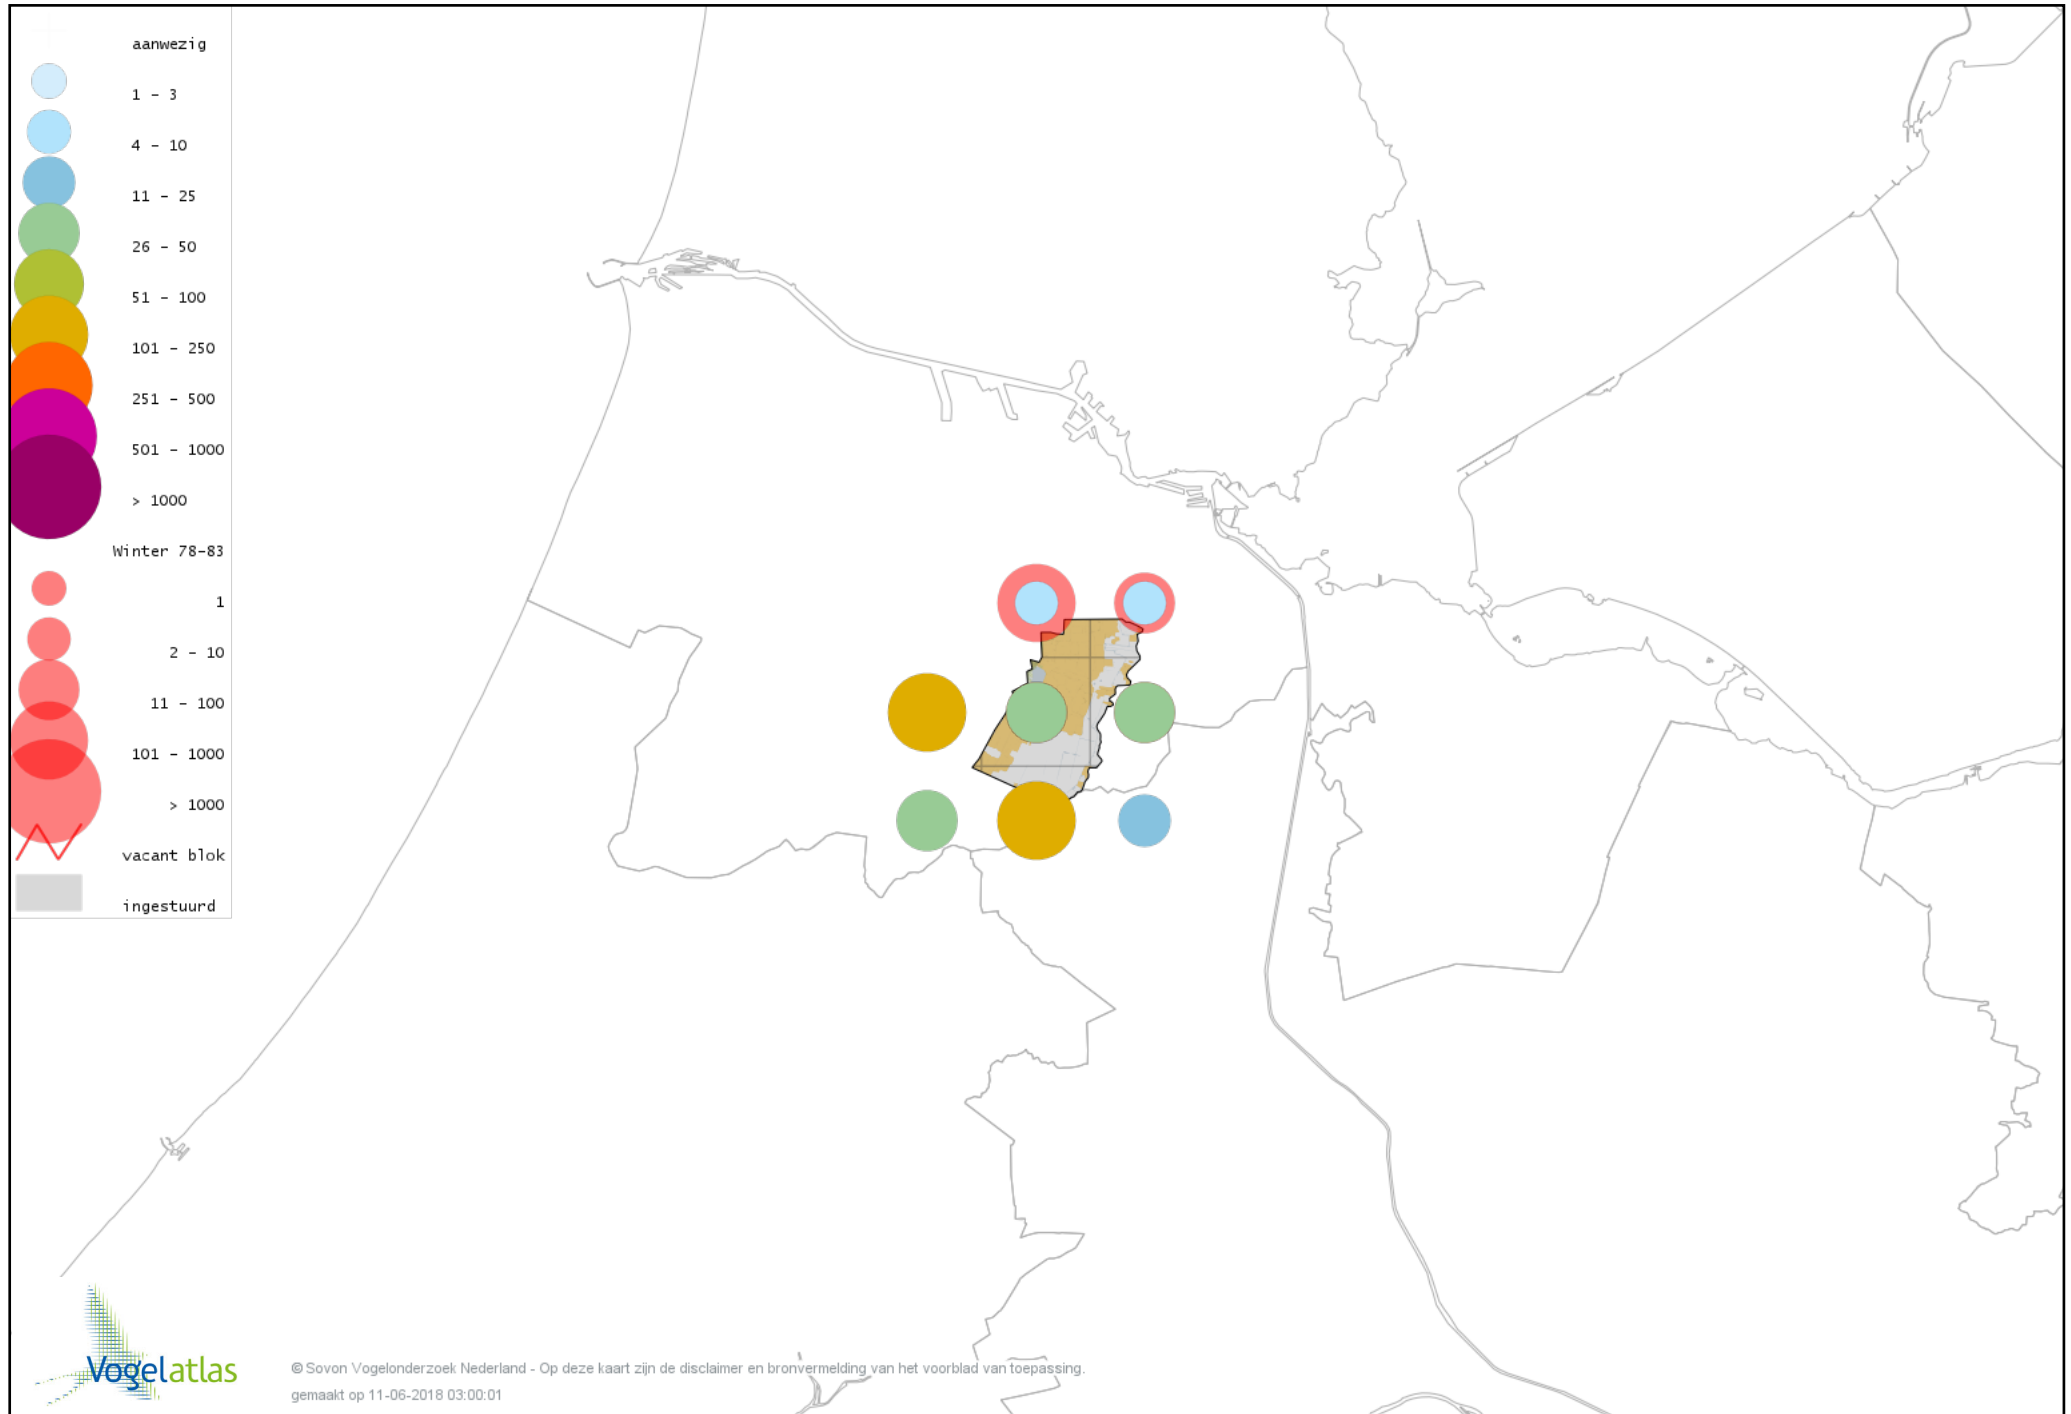 aanwezig
1 - 3
4 - 10
11 - 25
26 - 50
51 - 100
101 - 250
251 - 500
501 - 1000
> 1000
Winter 78-83
1
2 - 10
11 - 100
101 - 1000
> 1000
vacant blok
ingestuurd
Vogelatlas
© Sovon Vogelonderzoek Nederland - Op deze kaart zijn de disclaimer en bronvermelding van het voorblad van toepassing.
gemaakt op 11-06-2018 03:00:01